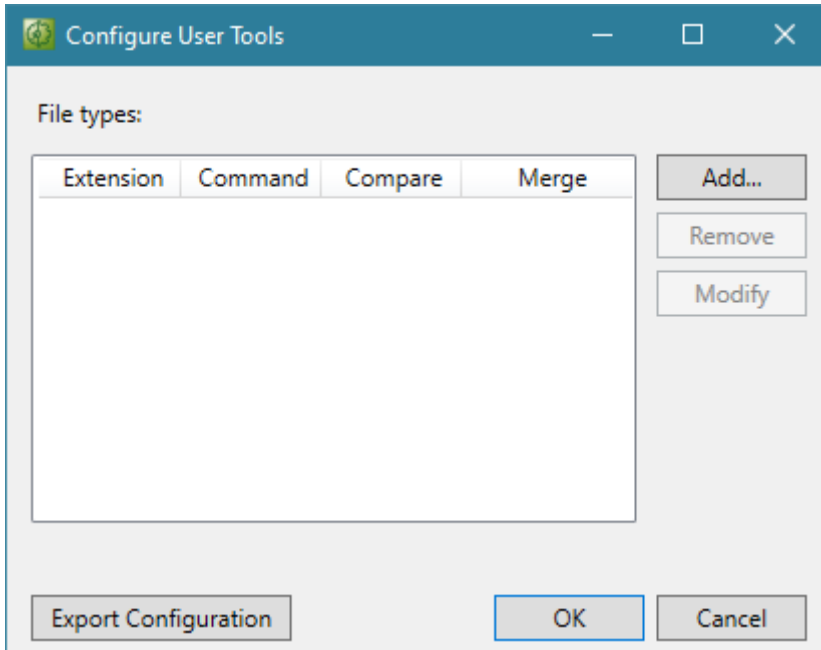 Configure User Tools
File types:
Extension Command Compare Merge
Add...
Remove
Modify
Export Configuration OK Cancel